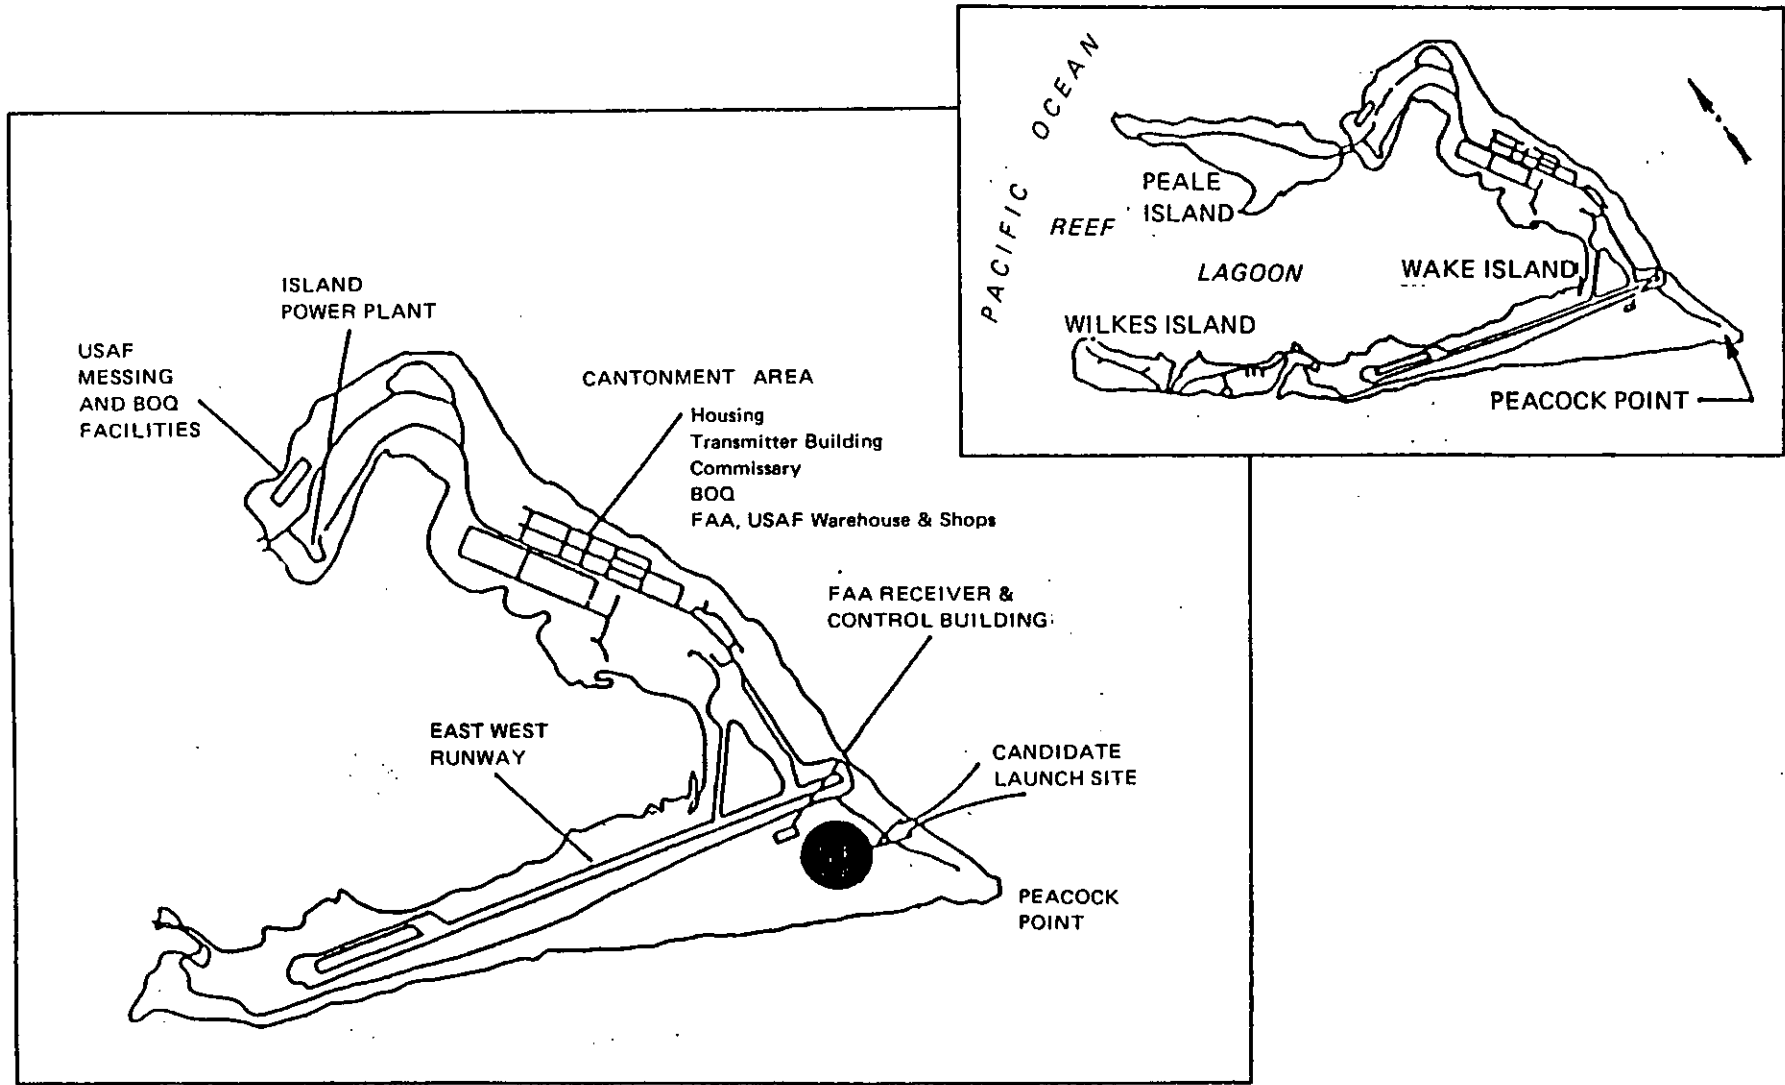 PACIFIC OCEAN
PEALE
ISLAND
REEF
LAGOON
WAKE ISLAND
WILKES ISLAND
PEACOCK POINT
ISLAND
POWER PLANT
USAF
MESSING
AND BOQ
FACILITIES
CANTONMENT AREA
Housing
Transmitter Building
Commissary
BOQ
FAA, USAF Warehouse & Shops
FAA RECEIVER &
CONTROL BUILDING
EAST WEST
RUNWAY
CANDIDATE
LAUNCH SITE
PEACOCK
POINT